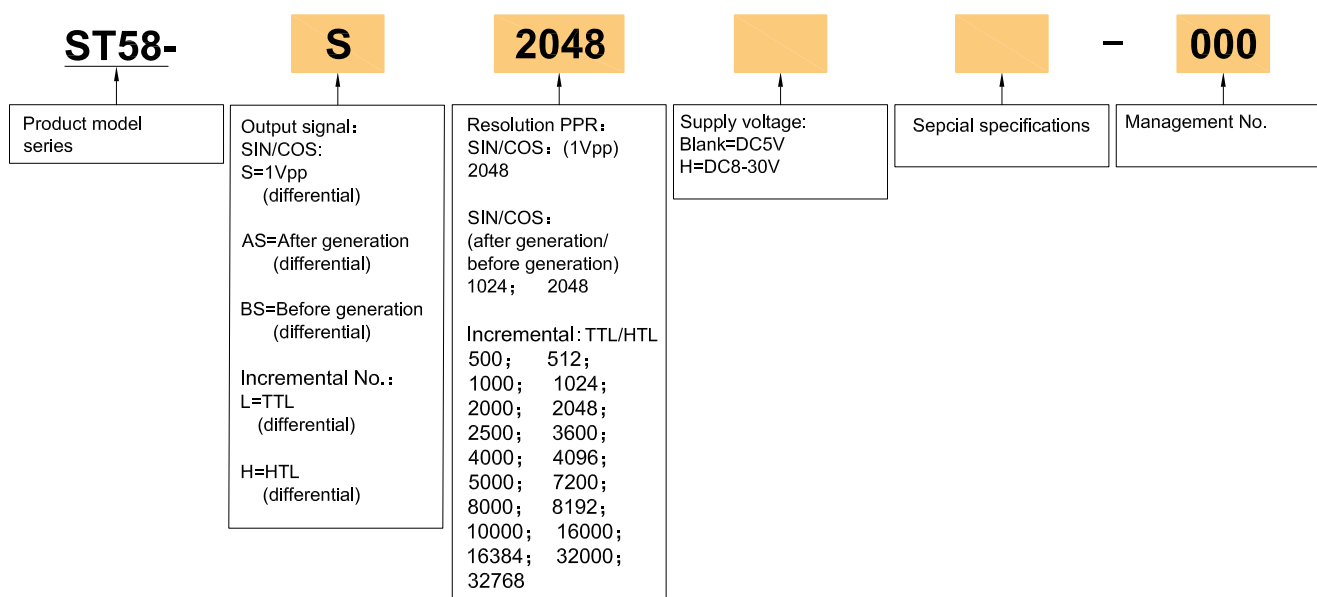 ST58- S 2048 – 000
Product model
series
Output signal：
SIN/COS:
S=1Vpp
(differential)
AS=After generation
(differential)
BS=Before generation
(differential)
Incremental No.：
L=TTL
(differential)
H=HTL
(differential)
Resolution PPR：
SIN/COS：(1Vpp)
2048
SIN/COS：
(after generation/
before generation)
1024； 2048
Incremental：TTL/HTL
500； 512；
1000； 1024；
2000； 2048；
2500； 3600；
4000； 4096；
5000； 7200；
8000； 8192；
10000； 16000；
16384； 32000；
32768
Supply voltage:
Blank=DC5V
H=DC8-30V
Sepcial specifications
Management No.